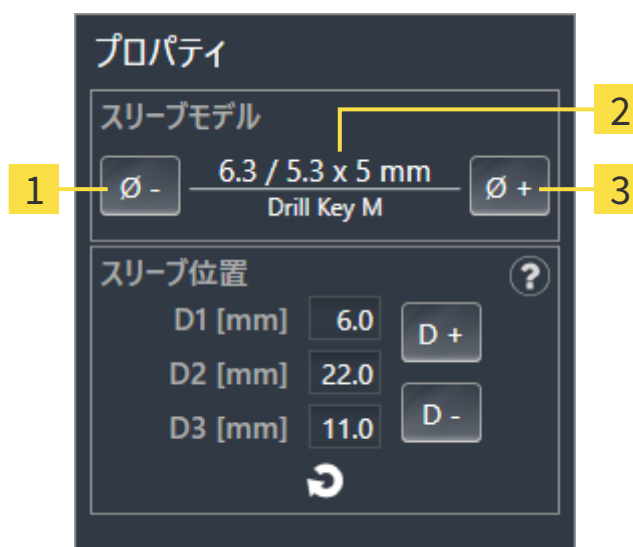 プロパティ
スリーブモデル
2
1
Ø -
6.3 / 5.3 x 5 mm
Drill Key M
Ø +
3
スリーブ位置
?
D1 [mm]
6.0
D +
D2 [mm]
22.0
D3 [mm]
11.0
D -